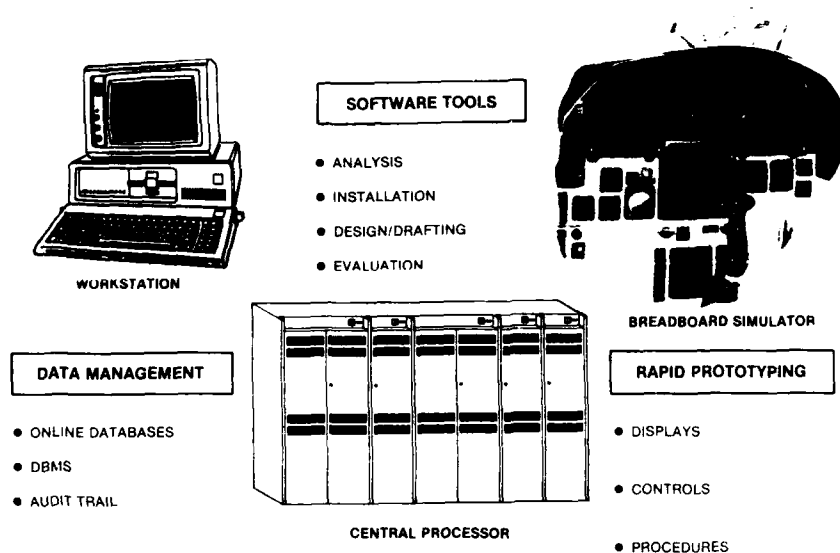 SOFTWARE TOOLS
● ANALYSIS
● INSTALLATION
● DESIGN/DRAFTING
● EVALUATION
WORKSTATION
BREADBOARD SIMULATOR
DATA MANAGEMENT
● ONLINE DATABASES
● DBMS
● AUDIT TRAIL
CENTRAL PROCESSOR
RAPID PROTOTYPING
● DISPLAYS
● CONTROLS
● PROCEDURES